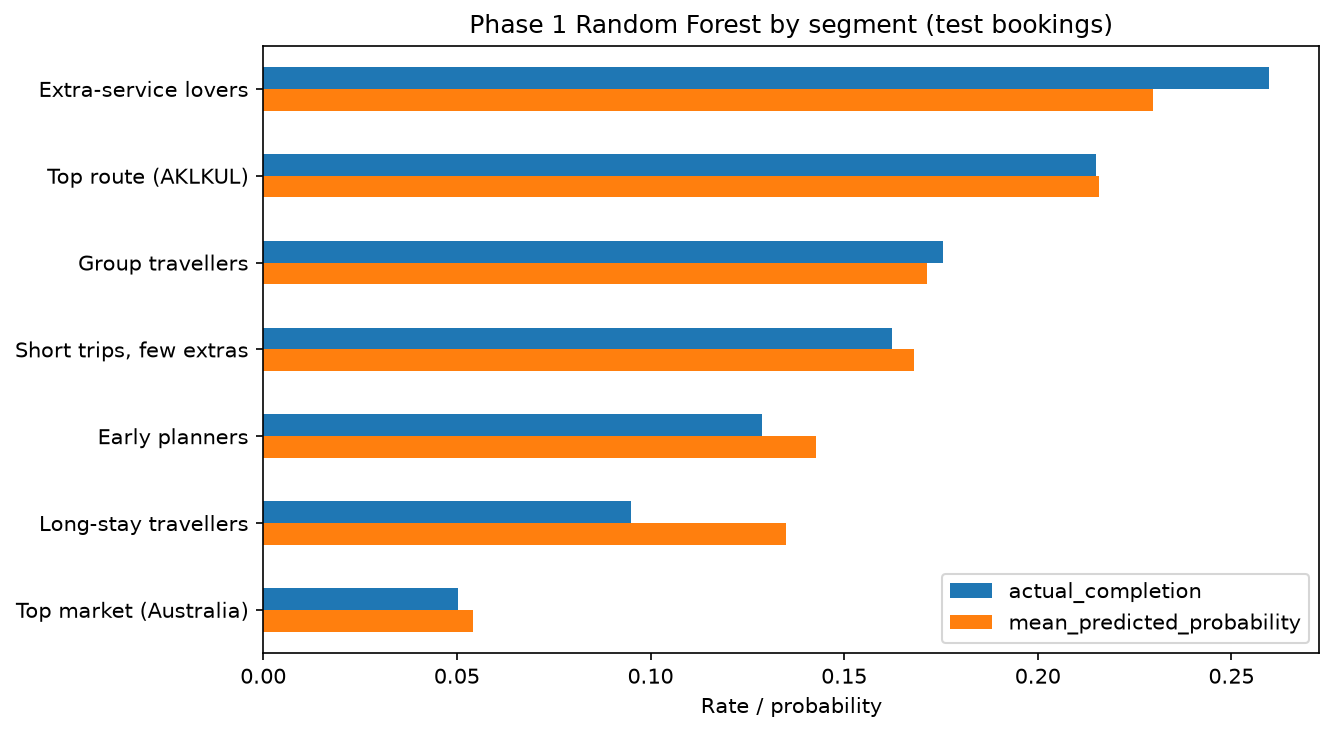 Phase 1 Random Forest by segment (test bookings)
Extra-service lovers
Top route (AKLKUL)
Group travellers
Short trips, few extras
Early planners
Long-stay travellers
Top market (Australia)
actual_completion
mean_predicted_probability
0.00 0.05 0.10 0.15 0.20 0.25
Rate / probability